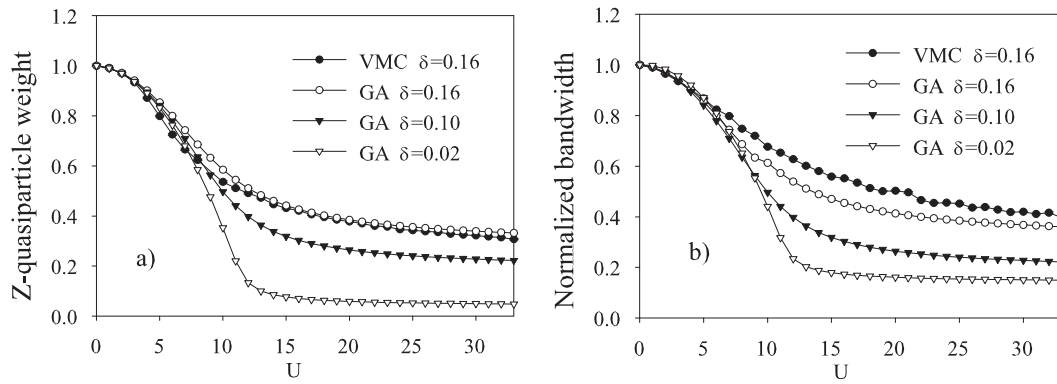 Z-quasiparticle weight
1.2
1.0
0.8
0.6
0.4
0.2
0.0
VMC δ=0.16
GA δ=0.16
GA δ=0.10
GA δ=0.02
a)
0 5 10 15 20 25 30
U
Normalized bandwidth
1.2
1.0
0.8
0.6
0.4
0.2
0.0
VMC δ=0.16
GA δ=0.16
GA δ=0.10
GA δ=0.02
b)
0 5 10 15 20 25 30
U